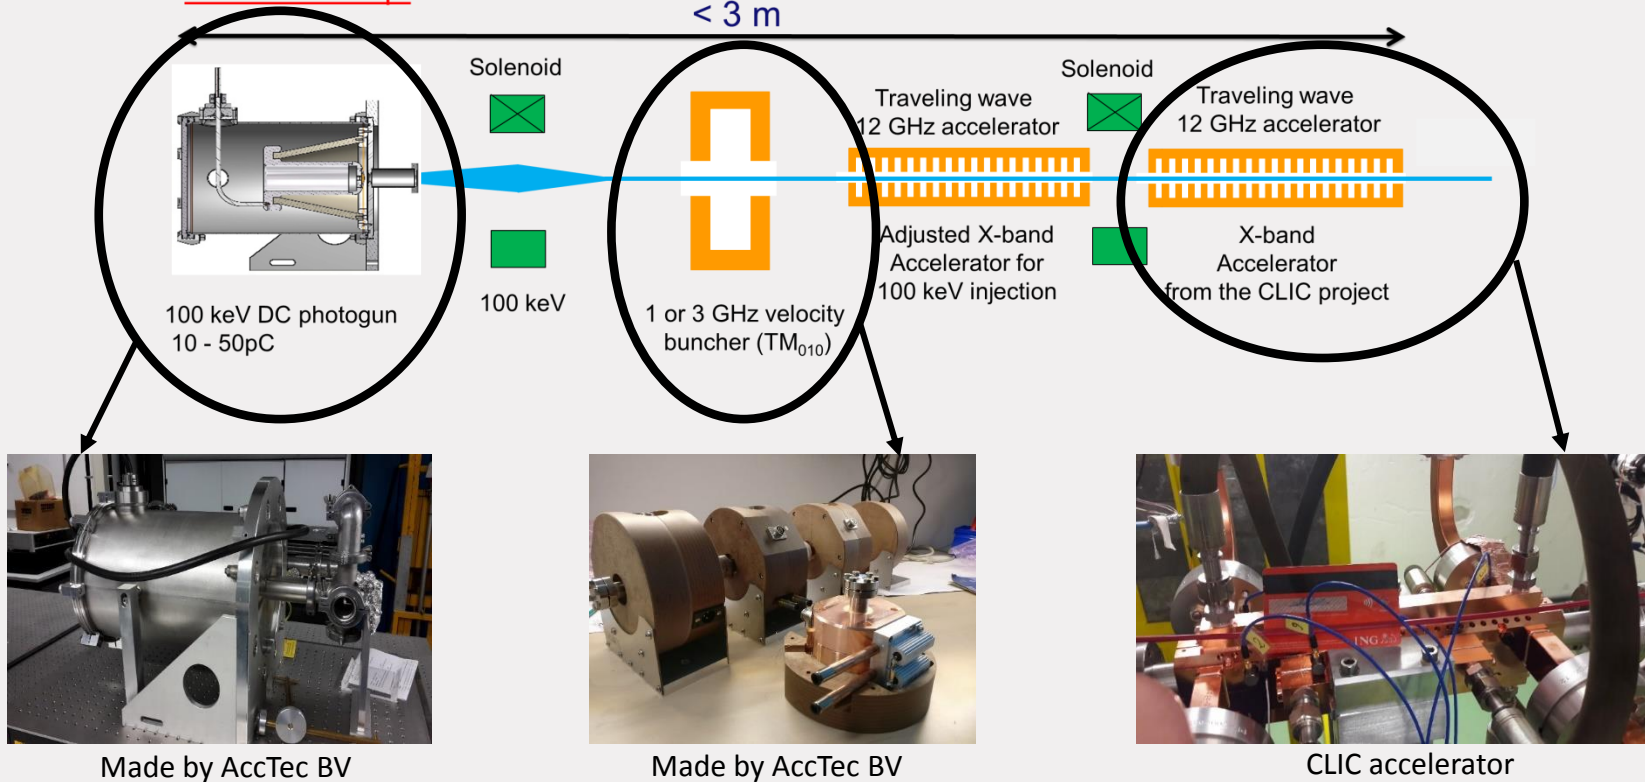 < 3 m
Solenoid
Solenoid
Traveling wave
12 GHz accelerator
Traveling wave
12 GHz accelerator
100 keV DC photogun
10 - 50pC
100 keV
1 or 3 GHz velocity
buncher (TM₀₁₀)
Adjusted X-band
Accelerator for
100 keV injection
X-band
Accelerator
from the CLIC project
ING
Made by AccTec BV
Made by AccTec BV
CLIC accelerator